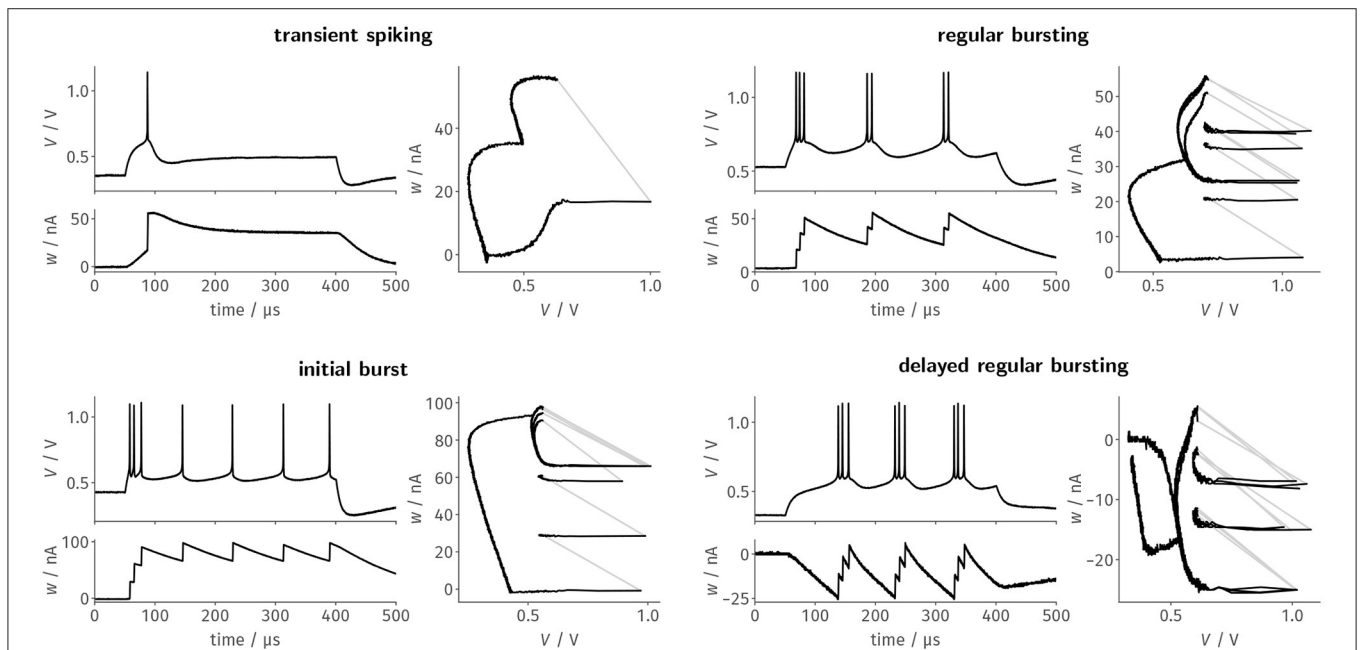 transient spiking
V / V
1.0
0.5
w / nA
50
0
0 100 200 300 400 500
time / µs
w / nA
40
20
0
0.5 1.0
V / V
regular bursting
V / V
1.0
0.5
w / nA
50
0
0 100 200 300 400 500
time / µs
w / nA
50
40
30
20
10
0
0.5 1.0
V / V
initial burst
V / V
1.0
0.5
w / nA
100
0
0 100 200 300 400 500
time / µs
w / nA
100
80
60
40
20
0
0.5 1.0
V / V
delayed regular bursting
V / V
1.0
0.5
w / nA
0
−25
0 100 200 300 400 500
time / µs
w / nA
0
−10
−20
0.5 1.0
V / V